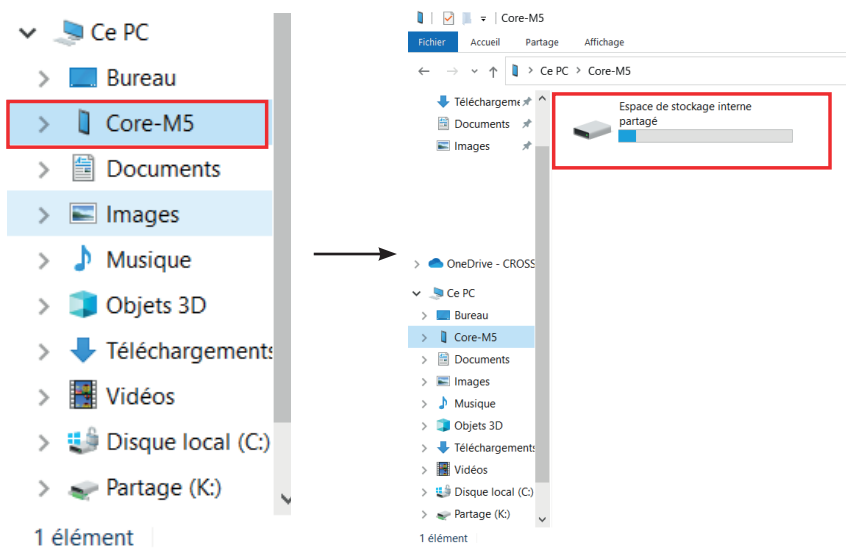 Ce PC
Bureau
Core-M5
Documents
Images
Musique
Objets 3D
Téléchargements
Vidéos
Disque local (C:)
Partage (K:)
1 élément
Core-M5
Fichier Accueil Partage Affichage
Ce PC > Core-M5
Téléchargeme
Documents
Images
Espace de stockage interne
partagé
OneDrive - CROSS
Ce PC
Bureau
Core-M5
Documents
Images
Musique
Objets 3D
Téléchargements
Vidéos
Disque local (C:)
Partage (K:)
1 élément